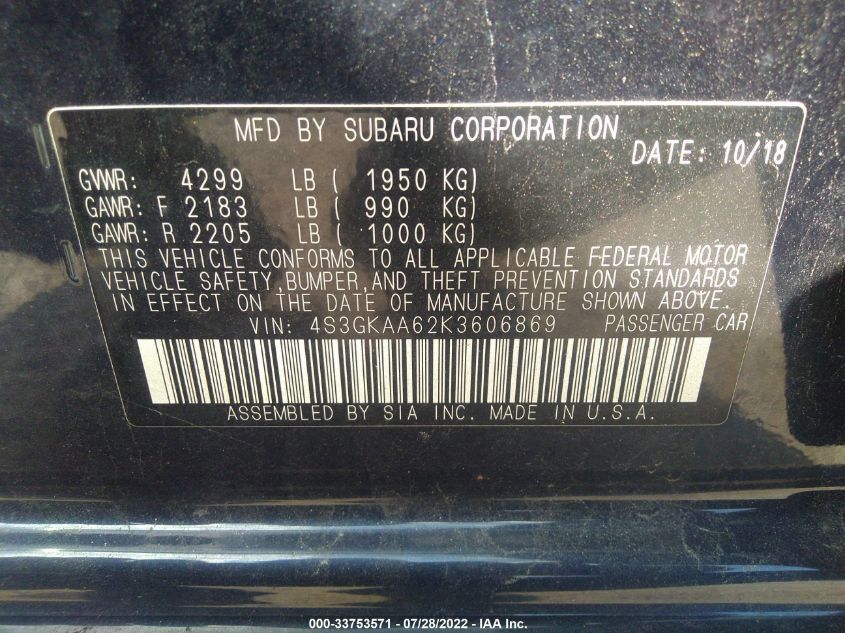 MFD BY SUBARU CORPORATION
DATE: 10/18
GVWR: 4299 LB ( 1950 KG)
GAWR: F 2183 LB ( 990 KG)
GAWR: R 2205 LB ( 1000 KG)
THIS VEHICLE CONFORMS TO ALL APPLICABLE FEDERAL MOTOR
VEHICLE SAFETY,BUMPER,AND THEFT PREVENTION STANDARDS
IN EFFECT ON THE DATE OF MANUFACTURE SHOWN ABOVE.
VIN: 4S3GKAA62K3606869 PASSENGER CAR
ASSEMBLED BY SIA INC. MADE IN U.S.A.
000-33753571 - 07/28/2022 - IAA Inc.